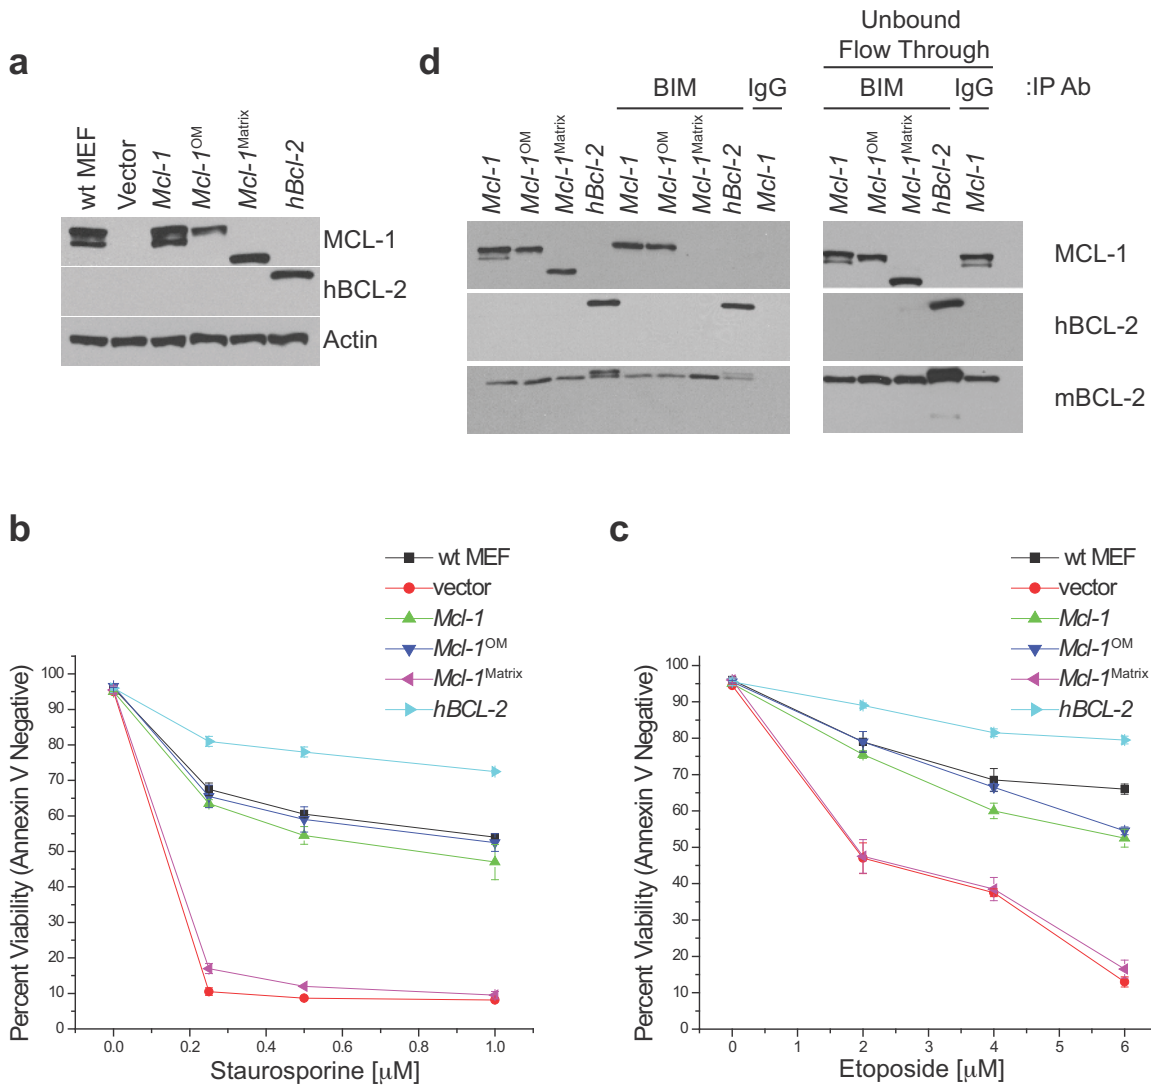 a
wt MEF
Vector
Mcl-1
Mcl-1OM
Mcl-1Matrix
hBcl-2
MCL-1
hBCL-2
Actin
d
Unbound
Flow Through
BIM
IgG
BIM
IgG
:IP Ab
Mcl-1
Mcl-1OM
Mcl-1Matrix
hBcl-2
Mcl-1
Mcl-1OM
Mcl-1Matrix
hBcl-2
Mcl-1
Mcl-1
Mcl-1OM
Mcl-1Matrix
hBcl-2
Mcl-1
MCL-1
hBCL-2
mBCL-2
b
wt MEF
vector
Mcl-1
Mcl-1OM
Mcl-1Matrix
hBCL-2
Percent Viability (Annexin V Negative)
100
90
80
70
60
50
40
30
20
10
0
0.0 0.2 0.4 0.6 0.8 1.0
Staurosporine [μM]
c
wt MEF
vector
Mcl-1
Mcl-1OM
Mcl-1Matrix
hBCL-2
Percent Viability (Annexin V Negative)
100
90
80
70
60
50
40
30
20
10
0
0 2 4 6
Etoposide [μM]